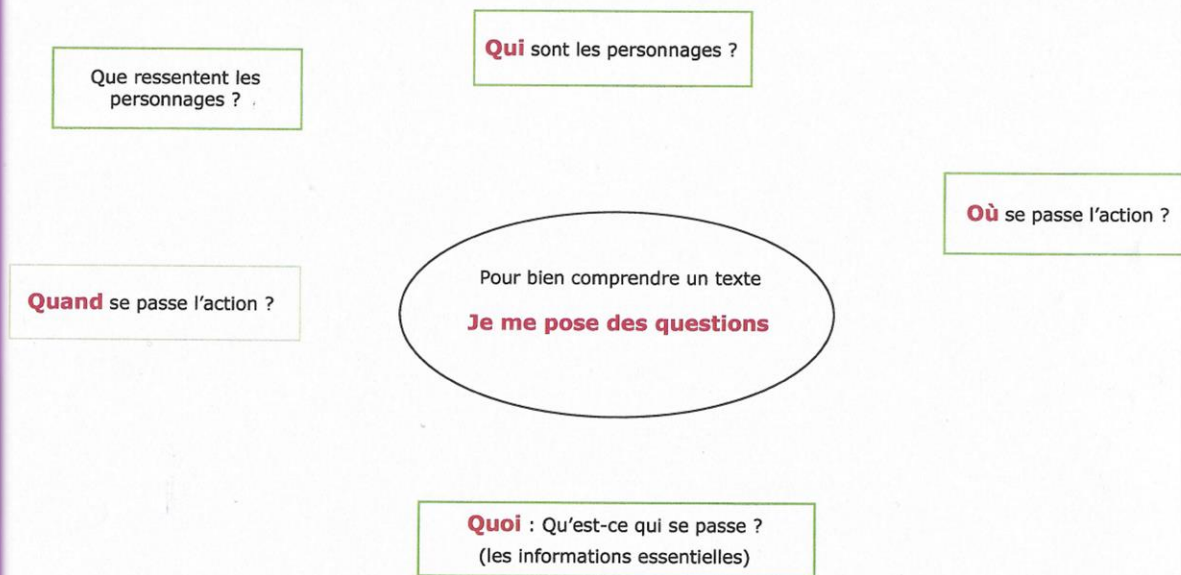 Qui sont les personnages ?
Que ressentent les
personnages ?
Où se passe l'action ?
Pour bien comprendre un texte
Je me pose des questions
Quand se passe l'action ?
Quoi : Qu'est-ce qui se passe ?
(les informations essentielles)